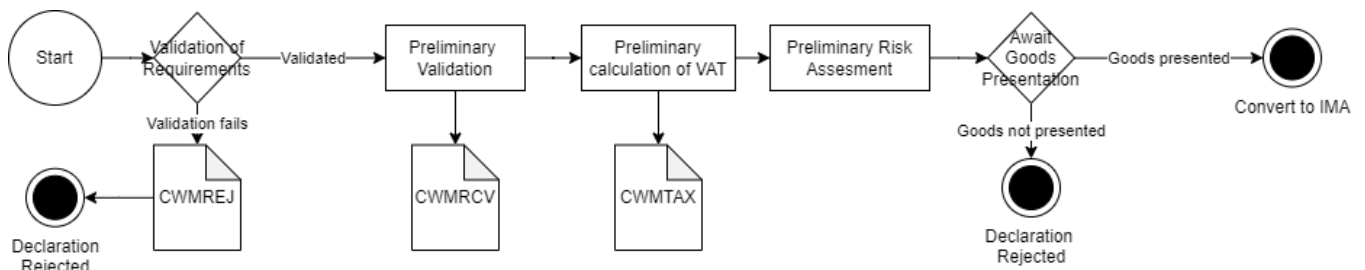 Start
Validation of
Requirements
Validated
Preliminary
Validation
Preliminary
calculation of VAT
Preliminary Risk
Assesment
Await
Goods
Presentation
Goods presented
Convert to IMA
Validation fails
Goods not presented
CWMREJ
CWMRCV
CWMTAX
Declaration
Rejected
Declaration
Rejected